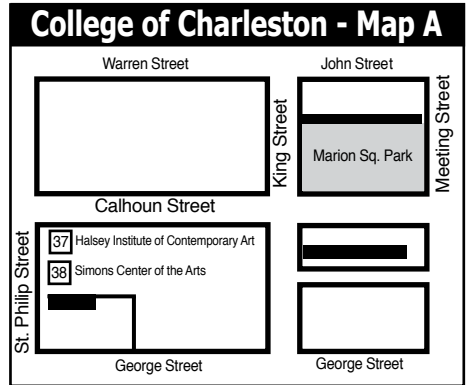 College of Charleston - Map A
Warren Street
John Street
King Street
Meeting Street
Marion Sq. Park
Calhoun Street
St. Philip Street
37 Halsey Institute of Contemporary Art
38 Simons Center of the Arts
George Street
George Street